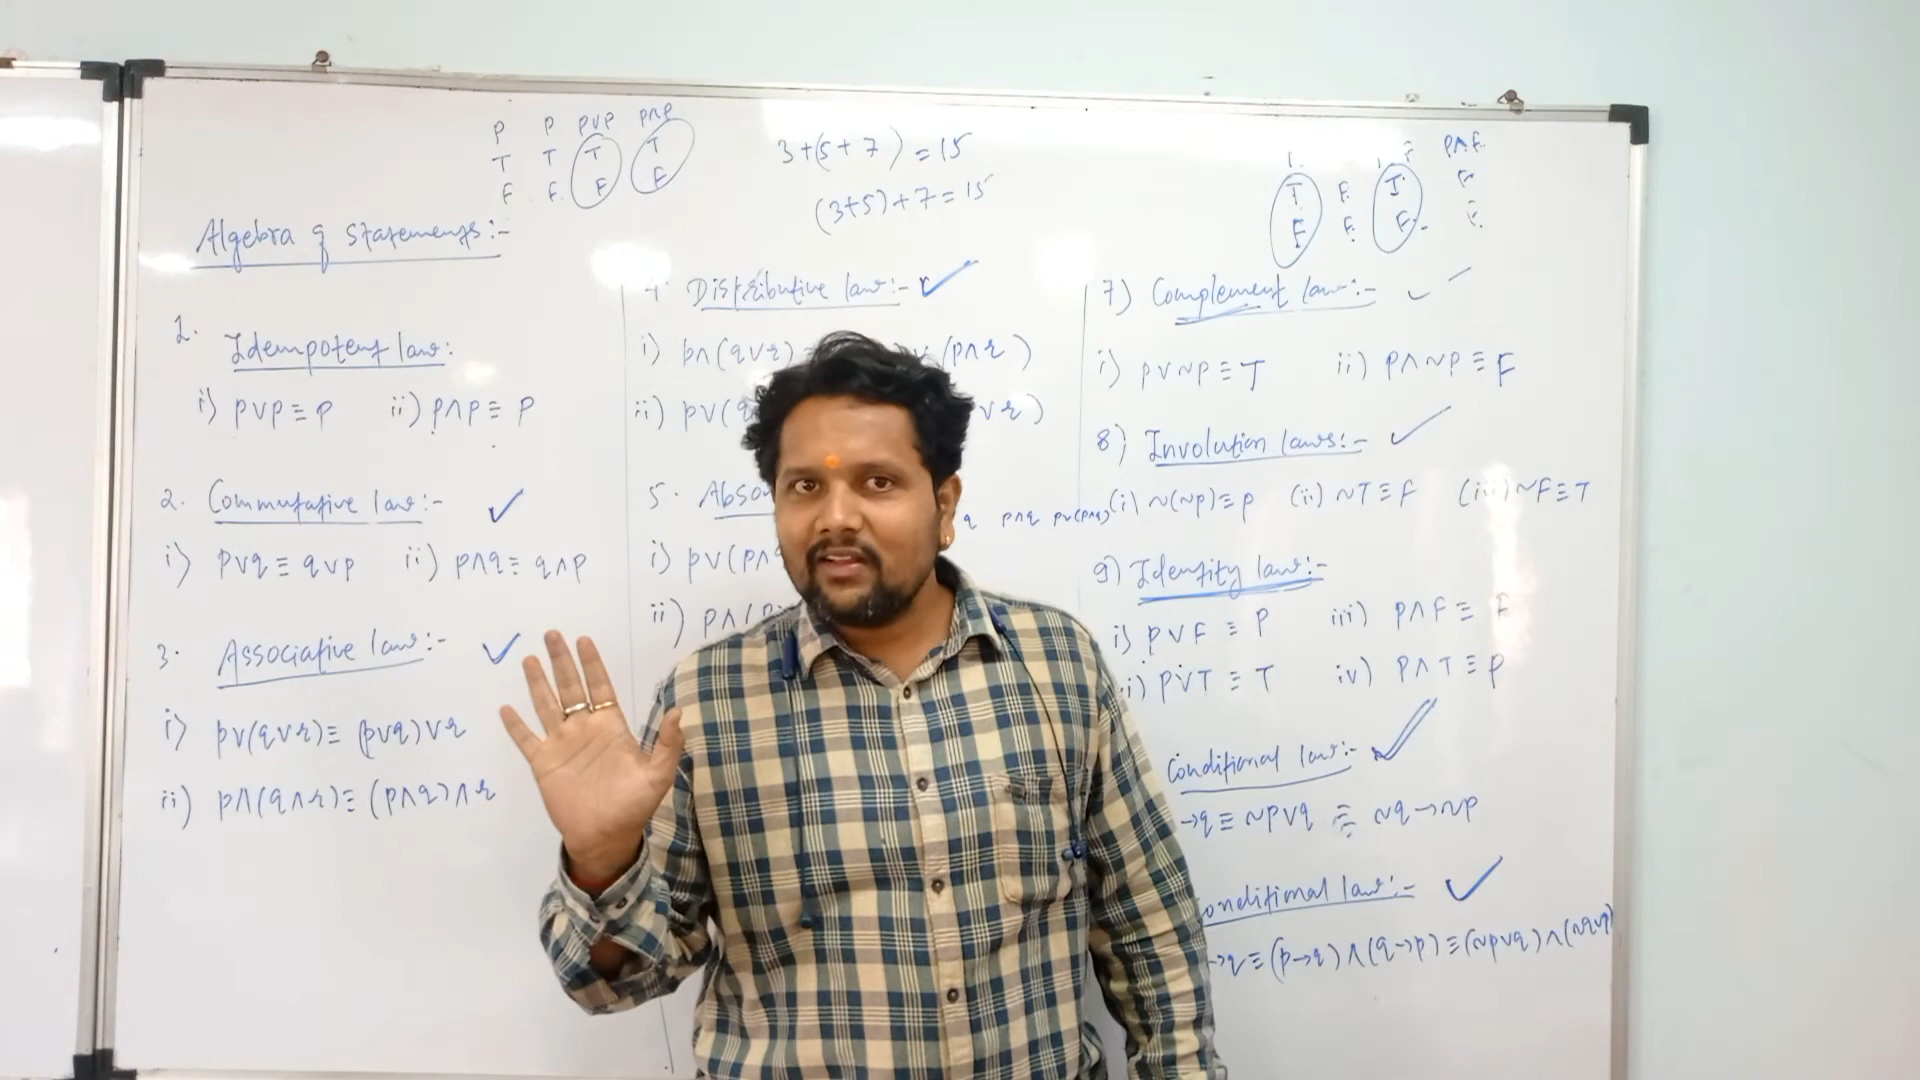 P P PVP P∧P
T T T T
F F. F F
3+(5+7) = 15
(3+5)+7=15
P∧F.
T F. T F
F F. F. F.
Algebra of statements:-
1. Idempotent law:
i) p∨p ≡ p ii) p∧p ≡ p
2. Commutative law:- ✓
i) p∨q ≡ q∨p ii) p∧q ≡ q∧p
3. Associative law:- ✓
i) p∨(q∨r) ≡ (p∨q)∨r
ii) p∧(q∧r) ≡ (p∧q)∧r
4. Distributive law:- ✓
i) p∧(q∨r) ∨ (p∧r)
ii) p∨(q ∨r)
5. Abso
q p∧q p∨(p∧q)
i) p∨(p∧q
ii) p∧(p
7) Complement law:- ✓
i) p∨~p ≡ T ii) p∧~p ≡ F
8) Involution laws:- ✓
(i) ~(~p) ≡ p (ii) ~T ≡ F (iii) ~F ≡ T
9) Identity law:-
i) p∨F ≡ P iii) p∧F ≡ F
i) p∨T ≡ T iv) p∧T ≡ p
Conditional law:- ✓
→q ≡ ~p∨q ≡ ~q→~p
onditional law:- ✓
→q ≡ (p→q)∧(q→p) ≡ (~p∨q)∧(~q∨p)